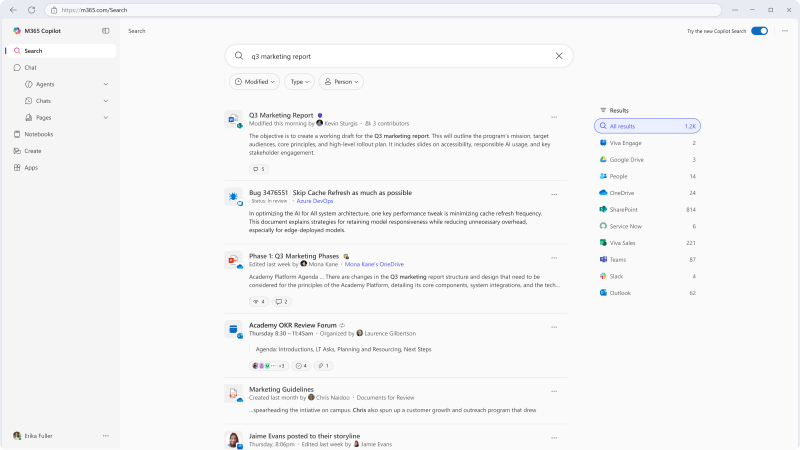 https://m365.com/Search
M365 Copilot
Search
Chat
Agents
Chats
Pages
Notebooks
Create
Apps
Erika Fuller
Search
Try the new Copilot Search
q3 marketing report
Modified
Type
Person
Q3 Marketing Report
Modified this morning by Kevin Sturgis · 3 contributors
The objective is to create a working draft for the Q3 marketing report. This will outline the program's mission, target
audiences, core principles, and high-level rollout plan. It includes slides on accessibility, responsible AI usage, and key
stakeholder engagement.
5
Bug 3476551 Skip Cache Refresh as much as possible
Status: In review · Azure DevOps
In optimizing the AI for All system architecture, one key performance tweak is minimizing cache refresh frequency.
This document explains strategies for retaining model responsiveness while reducing unnecessary overhead,
especially for edge-deployed models.
Phase 1: Q3 Marketing Phases
Edited last week by Mona Kane · Mona Kane's OneDrive
Academy Platform Agenda ... There are changes in the Q3 marketing report structure and design that need to be
considered for the principles of the Academy Platform, detailing its core components, system integrations, and the tech...
4 2
Academy OKR Review Forum
Thursday 8:30 – 11:45am · Organized by Laurence Gilbertson
Agenda: Introductions, LT Asks, Planning and Resourcing, Next Steps
+3 4 1
Marketing Guidelines
Created last month by Chris Naidoo · Documents for Review
...spearheading the intiative on campus. Chris also spun up a customer growth and outreach program that drew
Jaime Evans posted to their storyline
Thursday, 8:06pm · Edited last week by Jamie Evans
Results
All results 1.2K
Viva Engage 2
Google Drive 3
People 14
OneDrive 24
SharePoint 814
Service Now 6
Viva Sales 221
Teams 87
Slack 4
Outlook 62